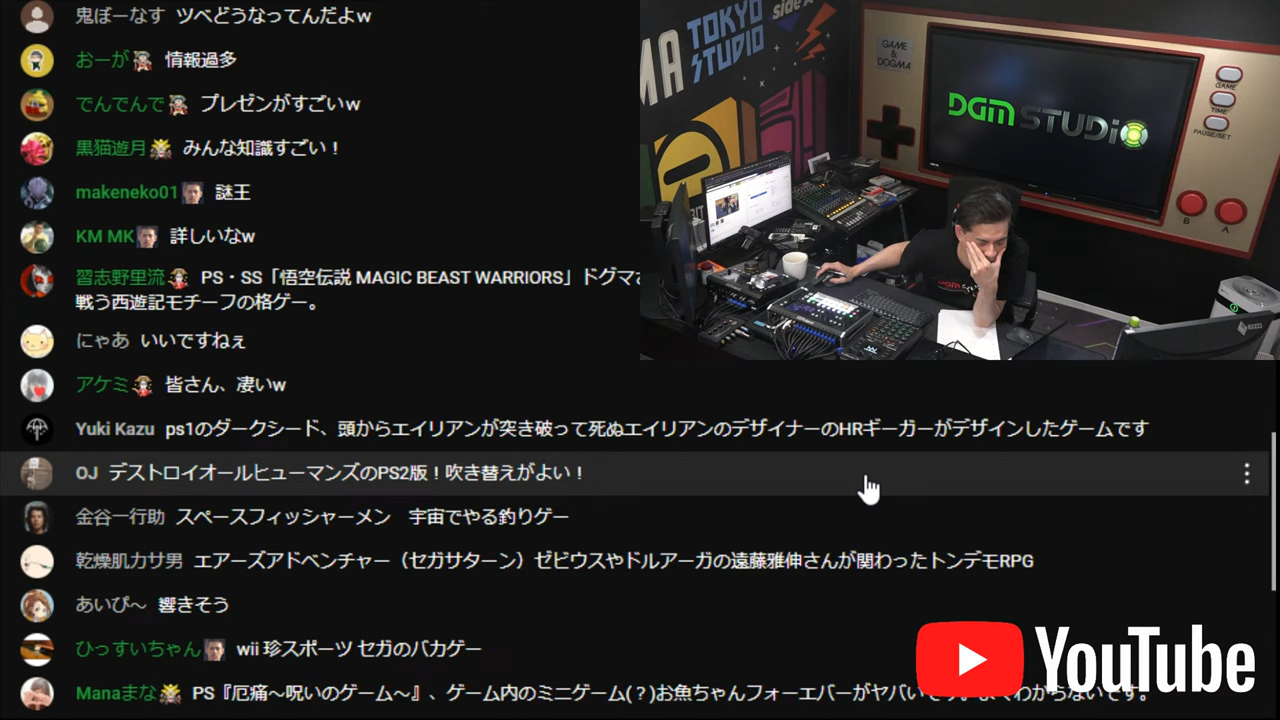 鬼ぼーなす ツベどうなってんだよw
おーが 情報過多
でんでんで プレゼンがすごいw
黒猫遊月 みんな知識すごい！
makeneko01 謎王
KM MK 詳しいなw
習志野里流 PS・SS「悟空伝説 MAGIC BEAST WARRIORS」ドグマさ
戦う西遊記モチーフの格ゲー。
にゃあ いいですねぇ
アケミ 皆さん、凄いw
Yuki Kazu ps1のダークシード、頭からエイリアンが突き破って死ぬエイリアンのデザイナーのHRギーガーがデザインしたゲームです
OJ デストロイオールヒューマンズのPS2版！吹き替えがよい！
金谷一行助 スペースフィッシャーメン　宇宙でやる釣りゲー
乾燥肌カサ男 エアーズアドベンチャー（セガサターン）ゼビウスやドルアーガの遠藤雅伸さんが関わったトンデモRPG
あいぴ～ 響きそう
ひっすいちゃん wii 珍スポーツ セガのバカゲー
Manaまな PS『厄痛～呪いのゲーム～』、ゲーム内のミニゲーム(？)お魚ちゃんフォーエバーがヤバいです。よくわからないです。
MA TOKYO STUDIO
side A
GAME & DOGMA
DGM STUDiO
GAME
TIME
PAUSE/SET
B
A
YouTube